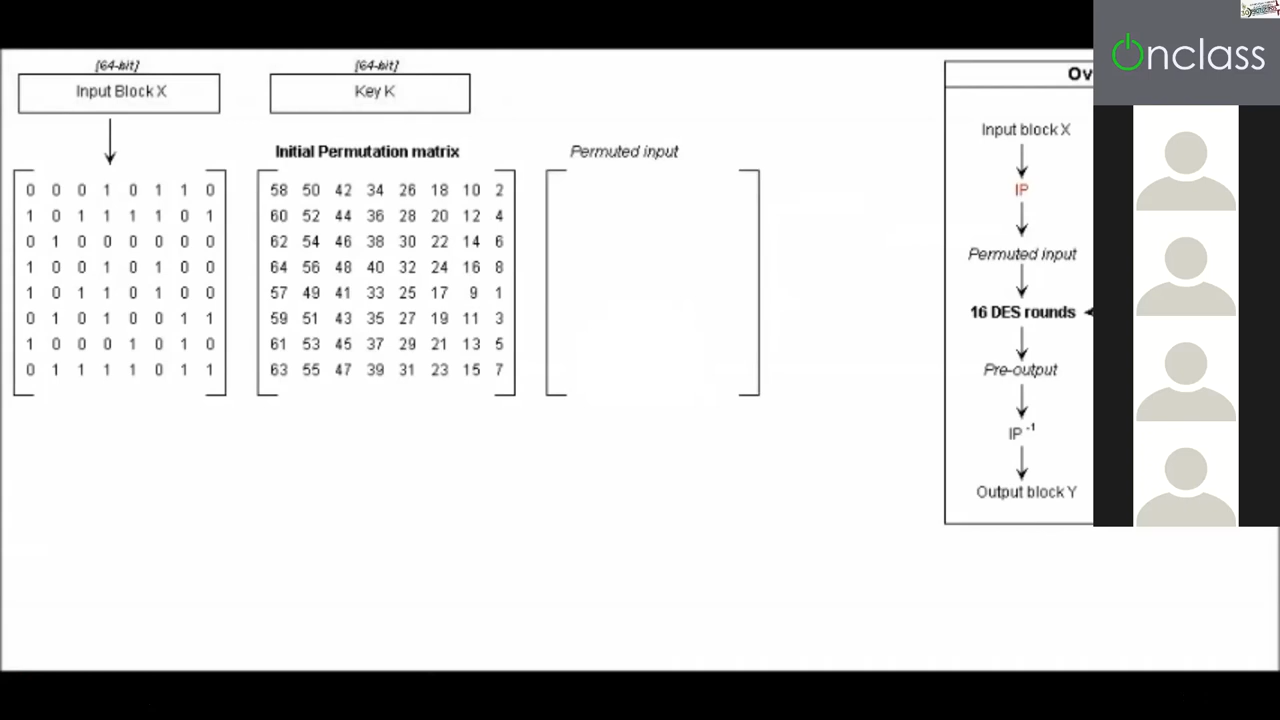 [64-bit]
Input Block X
[64-bit]
Key K
Initial Permutation matrix
Permuted input
0 0 0 1 0 1 1 0
1 0 1 1 1 1 0 1
0 1 0 0 0 0 0 0
1 0 0 1 0 1 0 0
1 0 1 1 0 1 0 0
0 1 0 1 0 0 1 1
1 0 0 0 1 0 1 0
0 1 1 1 1 0 1 1
58 50 42 34 26 18 10 2
60 52 44 36 28 20 12 4
62 54 46 38 30 22 14 6
64 56 48 40 32 24 16 8
57 49 41 33 25 17 9 1
59 51 43 35 27 19 11 3
61 53 45 37 29 21 13 5
63 55 47 39 31 23 15 7
Ov
Input block X
IP
Permuted input
16 DES rounds
Pre-output
IP -1
Output block Y
Onclass